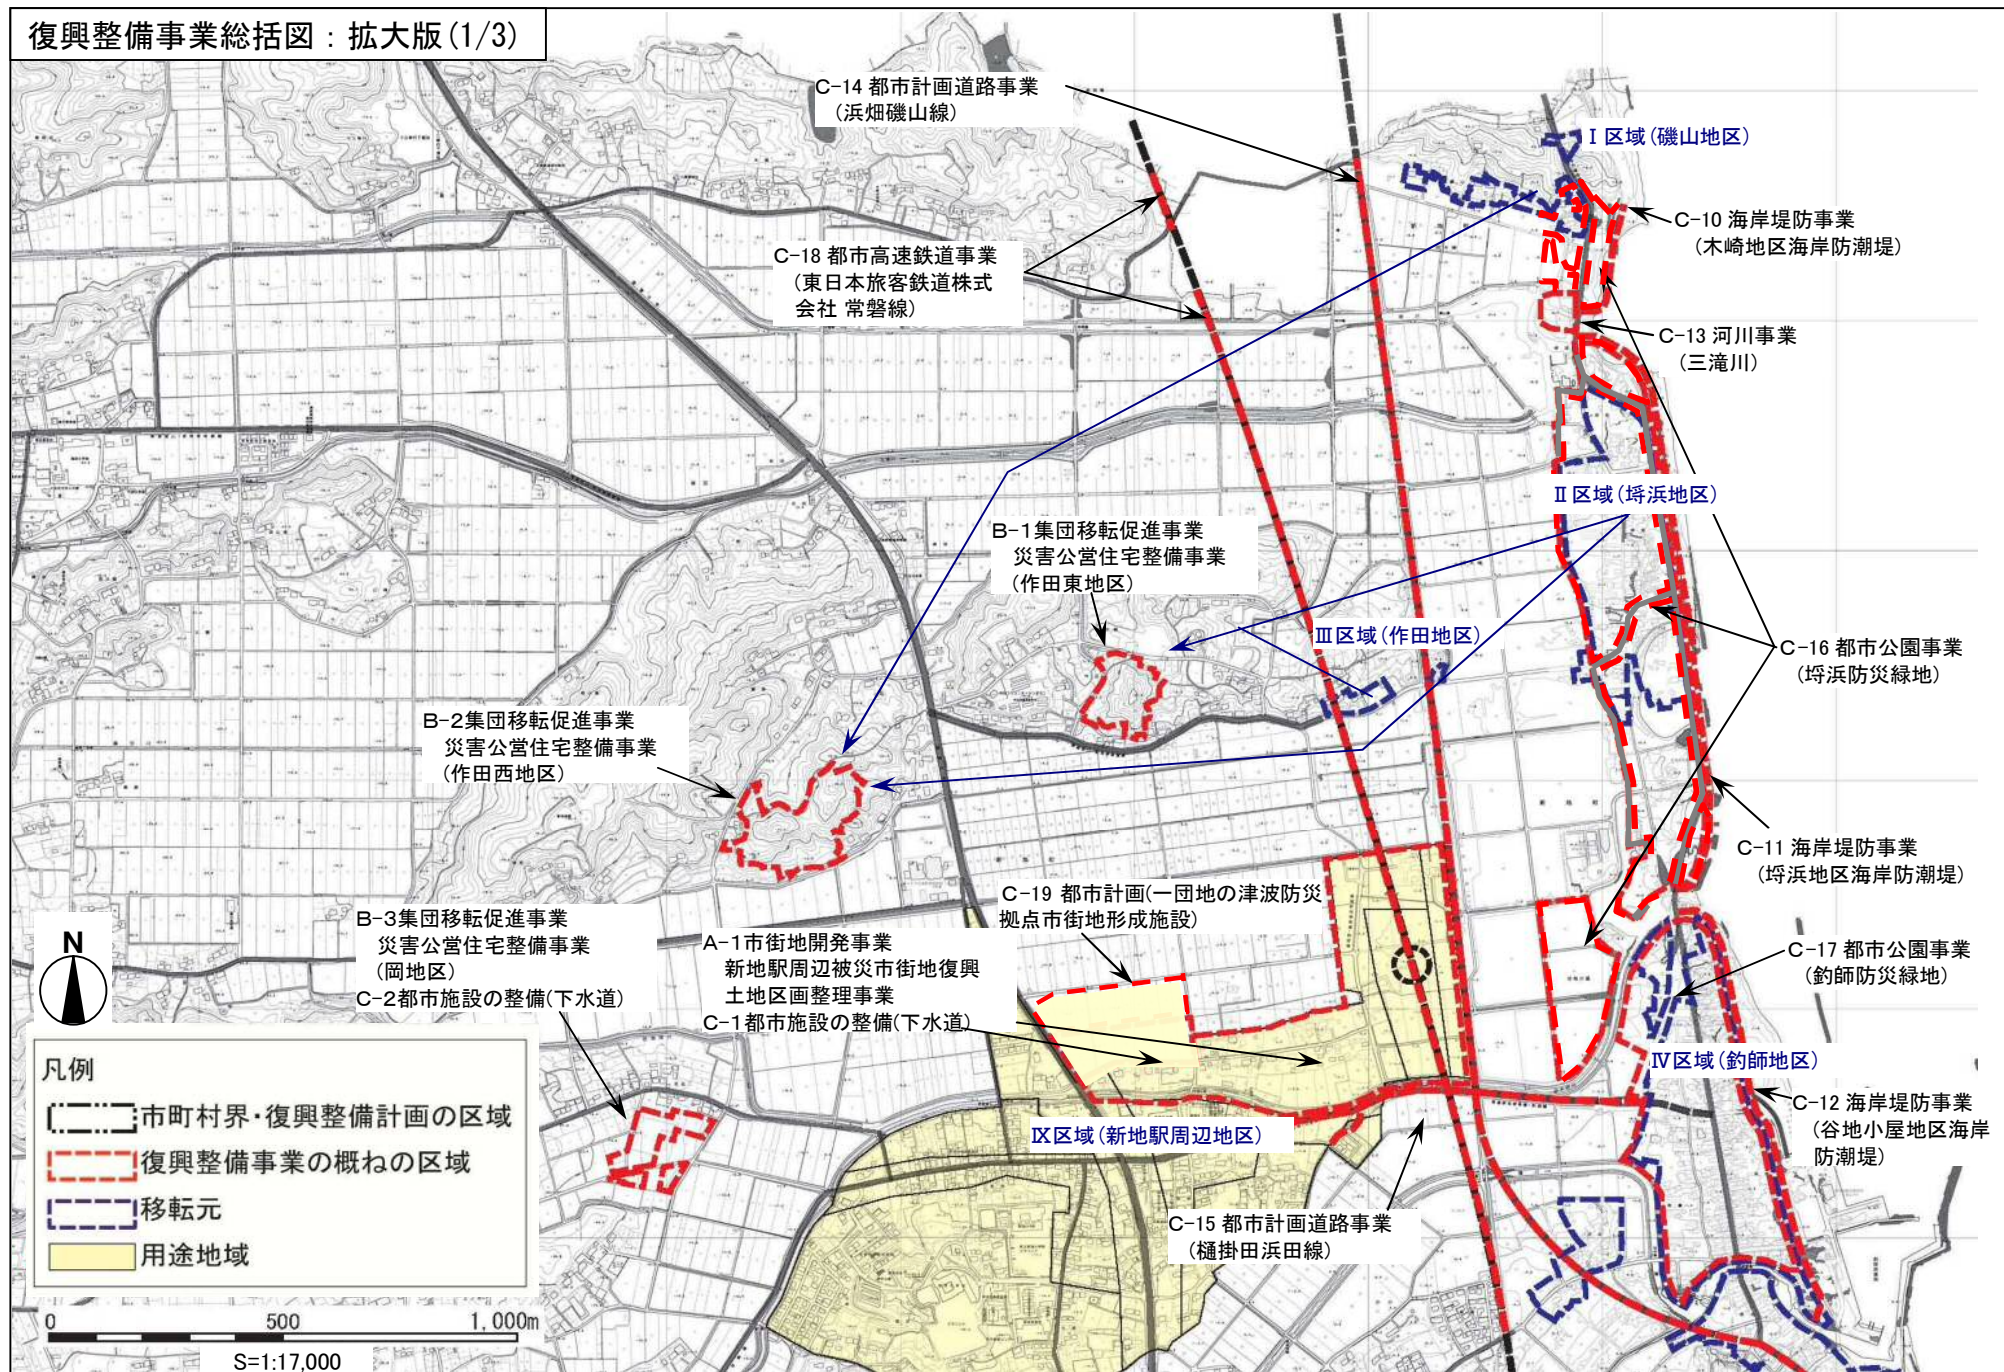 復興整備事業総括図：拡大版(1/3)
C-14 都市計画道路事業
(浜畑磯山線)
Ⅰ区域(磯山地区)
C-10 海岸堤防事業
(木崎地区海岸防潮堤)
C-18 都市高速鉄道事業
(東日本旅客鉄道株式
会社 常磐線)
C-13 河川事業
(三滝川)
Ⅱ区域(埒浜地区)
B-1集団移転促進事業
災害公営住宅整備事業
(作田東地区)
Ⅲ区域(作田地区)
C-16 都市公園事業
(埒浜防災緑地)
B-2集団移転促進事業
災害公営住宅整備事業
(作田西地区)
C-11 海岸堤防事業
(埒浜地区海岸防潮堤)
C-19 都市計画(一団地の津波防災
拠点市街地形成施設)
B-3集団移転促進事業
災害公営住宅整備事業
(岡地区)
C-2都市施設の整備(下水道)
A-1市街地開発事業
新地駅周辺被災市街地復興
土地区画整理事業
C-1都市施設の整備(下水道)
C-17 都市公園事業
(釣師防災緑地)
N
Ⅳ区域(釣師地区)
C-12 海岸堤防事業
(谷地小屋地区海岸
防潮堤)
Ⅸ区域(新地駅周辺地区)
C-15 都市計画道路事業
(樋掛田浜田線)
凡例
市町村界・復興整備計画の区域
復興整備事業の概ねの区域
移転元
用途地域
0 500 1,000m
S=1:17,000